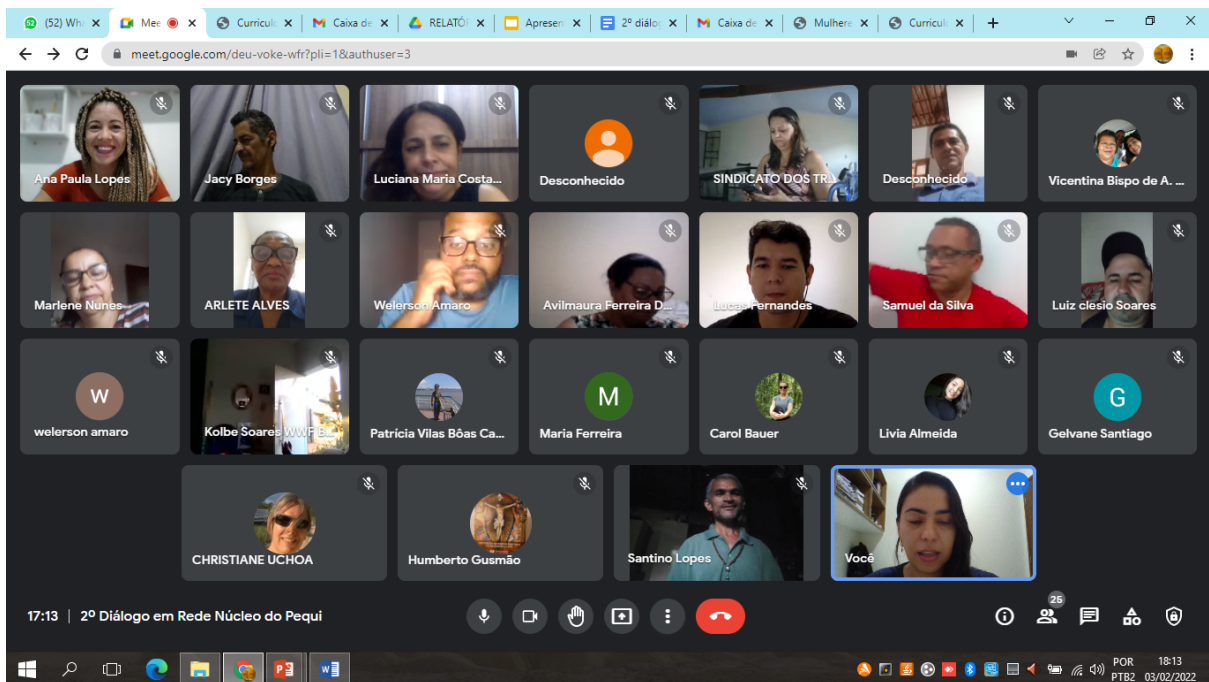 (52) Wh
Mee
Curricul
Caixa de
RELATÓR
Apresen
2º diálog
Caixa de
Mulhere
Curricul
meet.google.com/deu-voke-wfr?pli=1&authuser=3
Ana Paula Lopes
Jacy Borges
Luciana Maria Costa...
Desconhecido
SINDICATO DOS TR...
Desconhecido
Vicentina Bispo de A. ...
Marlene Nunes
ARLETE ALVES
Welerson Amaro
Avilmaura Ferreira D...
Lucas Fernandes
Samuel da Silva
Luiz clesio Soares
W
welerson amaro
Kolbe Soares WWF B...
Patrícia Vilas Bôas Ca...
M
Maria Ferreira
Carol Bauer
Livia Almeida
G
Gelvane Santiago
CHRISTIANE UCHOA
Humberto Gusmão
Santino Lopes
Você
17:13 | 2º Diálogo em Rede Núcleo do Pequi
25
POR
PTB2
18:13
03/02/2022